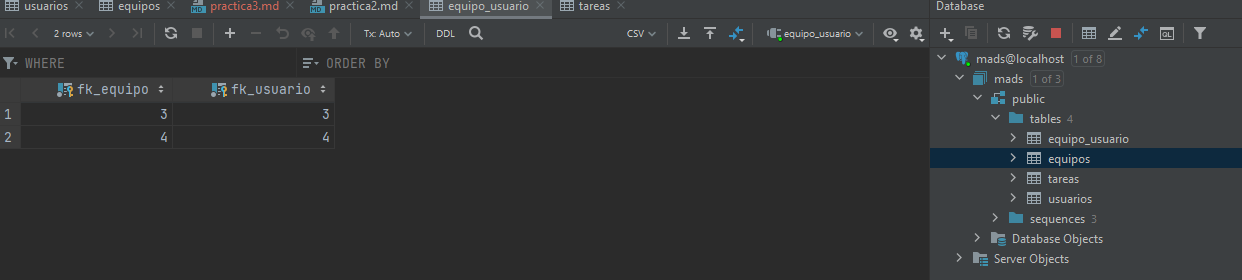 usuarios equipos practica3.md practica2.md equipo_usuario tareas
2 rows Tx: Auto DDL CSV equipo_usuario
WHERE ORDER BY
fk_equipo fk_usuario
1 3 3
2 4 4
Database
mads@localhost 1 of 8
mads 1 of 3
public
tables 4
equipo_usuario
equipos
tareas
usuarios
sequences 3
Database Objects
Server Objects